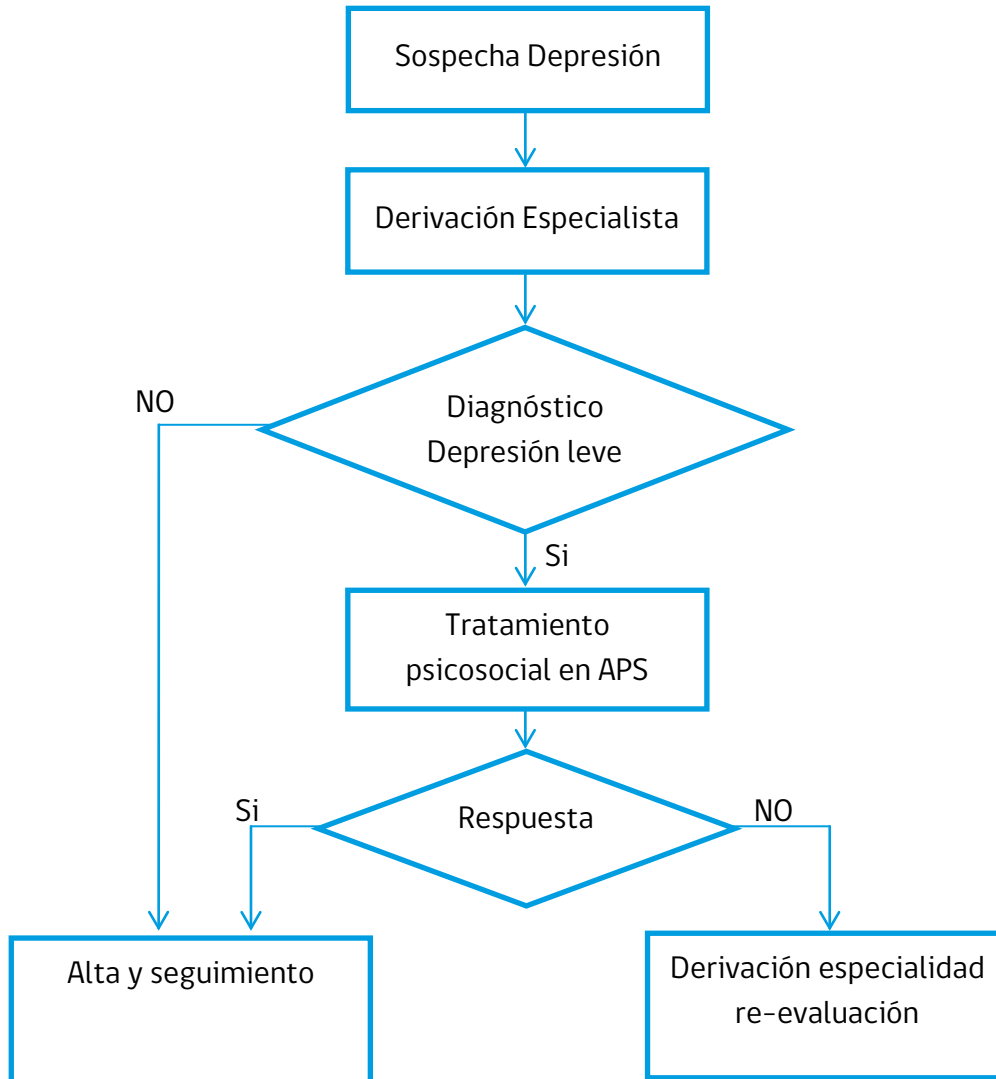 Sospecha Depresión
Derivación Especialista
NO
Diagnóstico
Depresión leve
Si
Tratamiento
psicosocial en APS
Si
Respuesta
NO
Alta y seguimiento
Derivación especialidad
re-evaluación